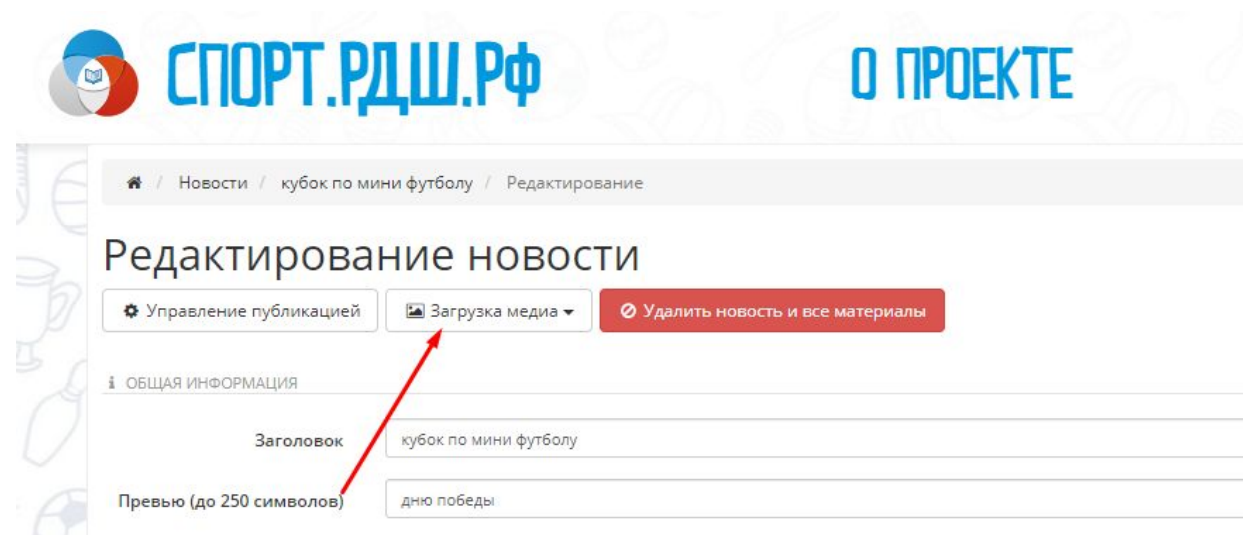 СПОРТ.РДШ.РФ О ПРОЕКТЕ
/ Новости / кубок по мини футболу / Редактирование
Редактирование новости
Управление публикацией Загрузка медиа Удалить новость и все материалы
ОБЩАЯ ИНФОРМАЦИЯ
Заголовок кубок по мини футболу
Превью (до 250 символов) дню победы